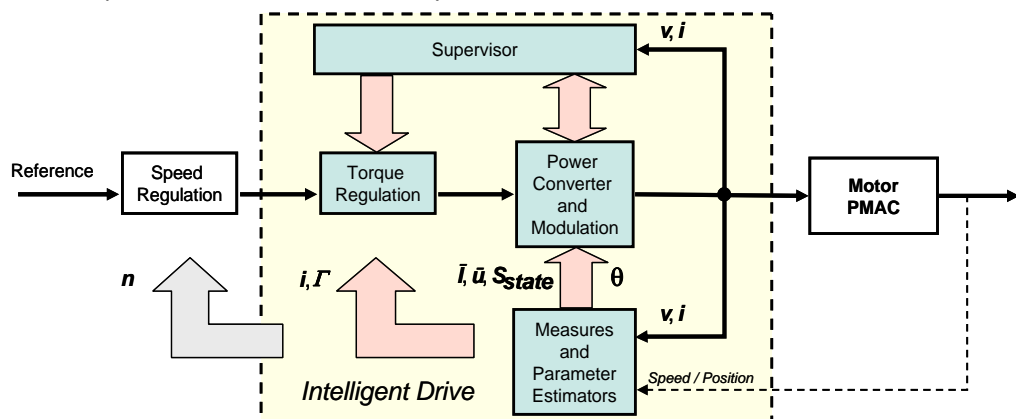 Supervisor
v, i
Reference
Speed
Regulation
Torque
Regulation
Power
Converter
and
Modulation
Motor
PMAC
n
i, Γ
Ī, ū, Sstate
θ
v, i
Measures
and
Parameter
Estimators
Speed / Position
Intelligent Drive